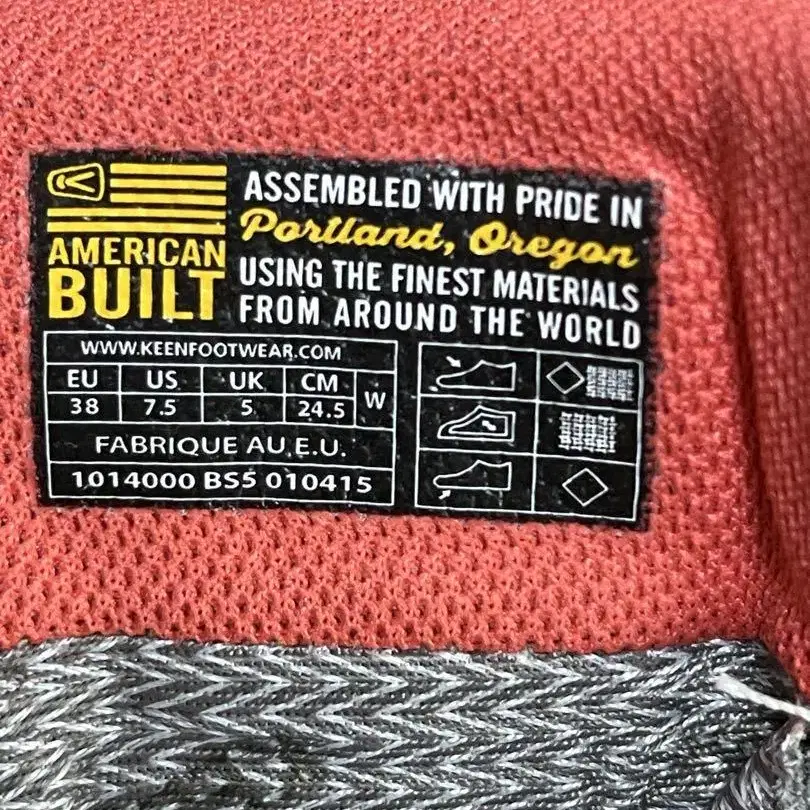 AMERICAN
BUILT
ASSEMBLED WITH PRIDE IN
Portland, Oregon
USING THE FINEST MATERIALS
FROM AROUND THE WORLD
WWW.KEENFOOTWEAR.COM
EU US UK CM W
38 7.5 5 24.5
FABRIQUE AU E.U.
1014000 BS5 010415